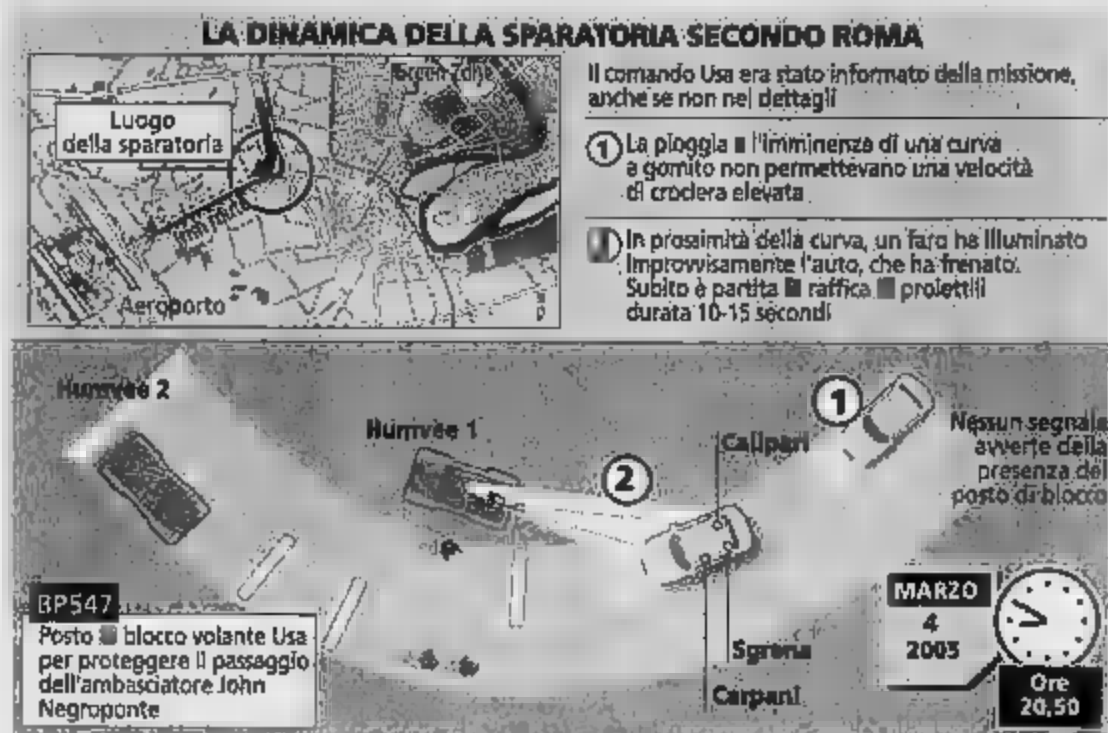 LA DINAMICA DELLA SPARATORIA SECONDO ROMA
Green Zone
Luogo
della sparatoria
Irish route
Aeroporto
Il comando Usa era stato informato della missione,
anche se non nei dettagli
1 La pioggia l'imminenza di una curva
a gomito non permettevano una velocità
di crociera elevata
In prossimità della curva, un faro ha illuminato
improvvisamente l'auto, che ha frenato.
Subito è partita raffica proiettili
durata 10-15 secondi
Humvee 2
Humvee 1
2
Calipari
1
Nessun segnale
avverte della
presenza del
posto di blocco
BP547
Posto blocco volante Usa
per proteggere il passaggio
dell'ambasciatore John
Negroponte
Sgrena
Carpani
MARZO
4
2005
Ore
20,50